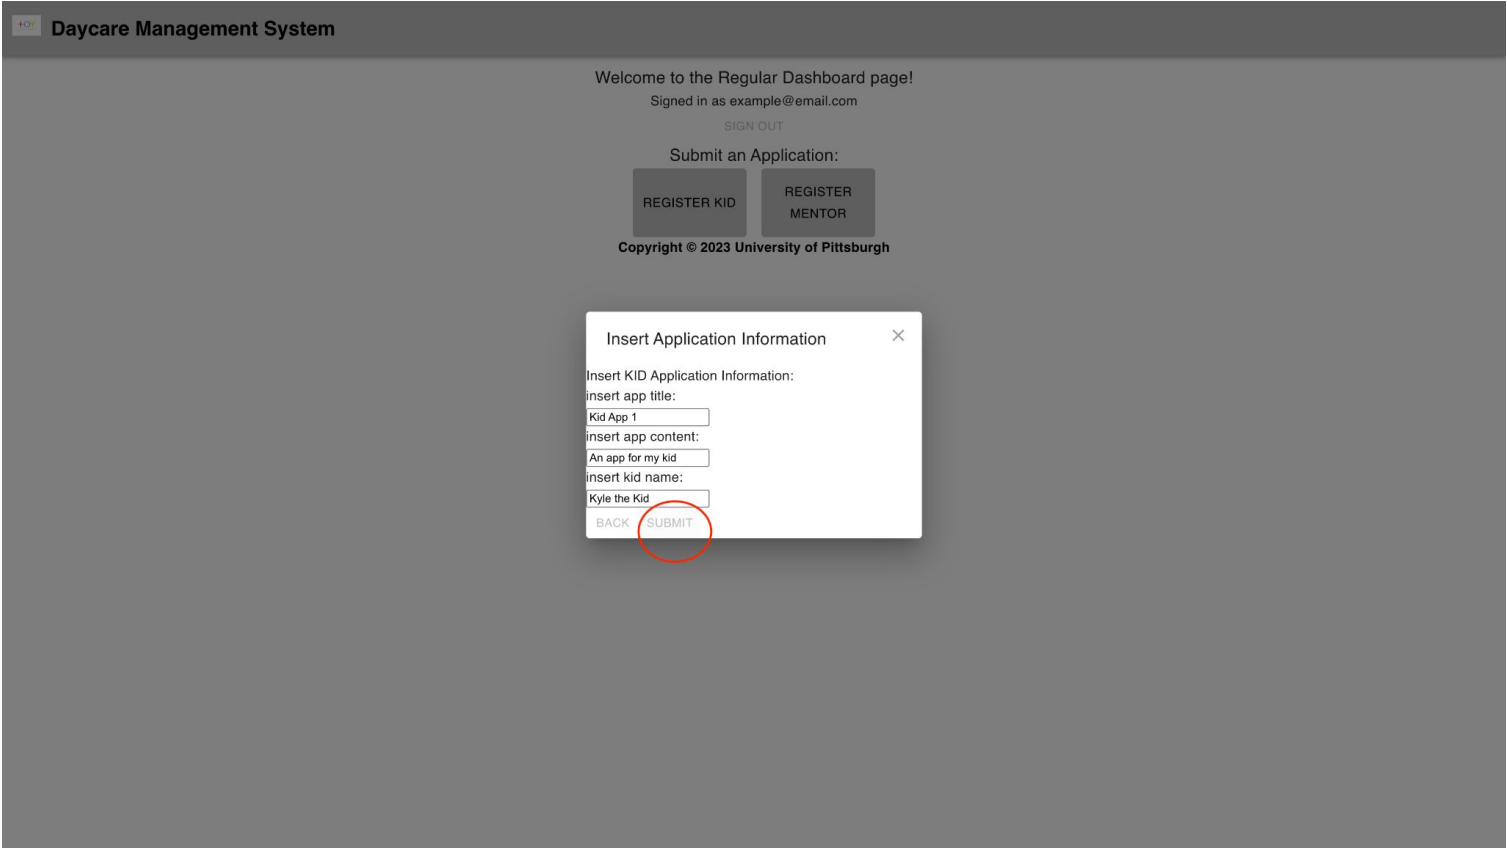 Daycare Management System
Welcome to the Regular Dashboard page!
Signed in as example@email.com
SIGN OUT
Submit an Application:
REGISTER KID
REGISTER
MENTOR
Copyright © 2023 University of Pittsburgh
Insert Application Information
Insert KID Application Information:
insert app title:
Kid App 1
insert app content:
An app for my kid
insert kid name:
Kyle the Kid
BACK SUBMIT